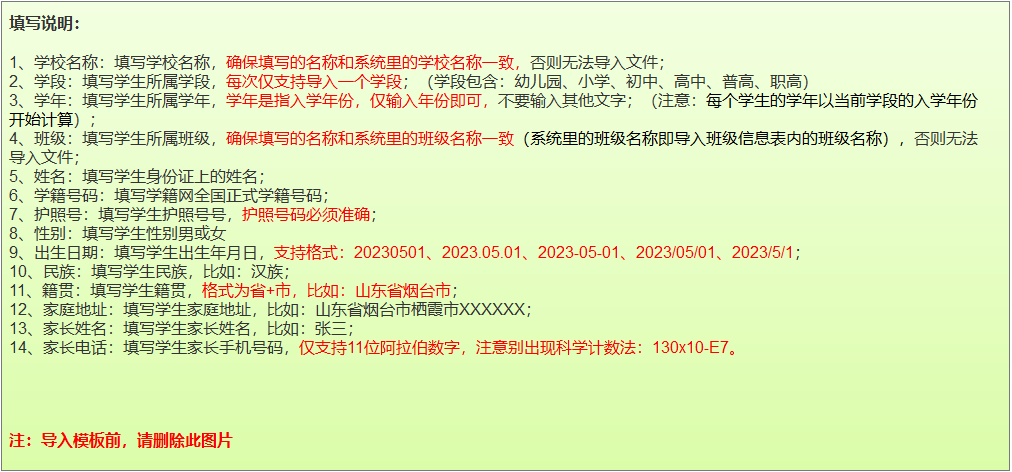 填写说明：
1、学校名称：填写学校名称，确保填写的名称和系统里的学校名称一致，否则无法导入文件；
2、学段：填写学生所属学段，每次仅支持导入一个学段；（学段包含：幼儿园、小学、初中、高中、普高、职高）
3、学年：填写学生所属学年，学年是指入学年份，仅输入年份即可，不要输入其他文字；（注意：每个学生的学年以当前学段的入学年份
开始计算）；
4、班级：填写学生所属班级，确保填写的名称和系统里的班级名称一致（系统里的班级名称即导入班级信息表内的班级名称），否则无法
导入文件；
5、姓名：填写学生身份证上的姓名；
6、学籍号码：填写学籍网全国正式学籍号码；
7、护照号：填写学生护照号号，护照号码必须准确；
8、性别：填写学生性别男或女
9、出生日期：填写学生出生年月日，支持格式：20230501、2023.05.01、2023-05-01、2023/05/01、2023/5/1；
10、民族：填写学生民族，比如：汉族；
11、籍贯：填写学生籍贯，格式为省+市，比如：山东省烟台市；
12、家庭地址：填写学生家庭地址，比如：山东省烟台市栖霞市XXXXXX；
13、家长姓名：填写学生家长姓名，比如：张三；
14、家长电话：填写学生家长手机号码，仅支持11位阿拉伯数字，注意别出现科学计数法：130x10-E7。
注：导入模板前，请删除此图片